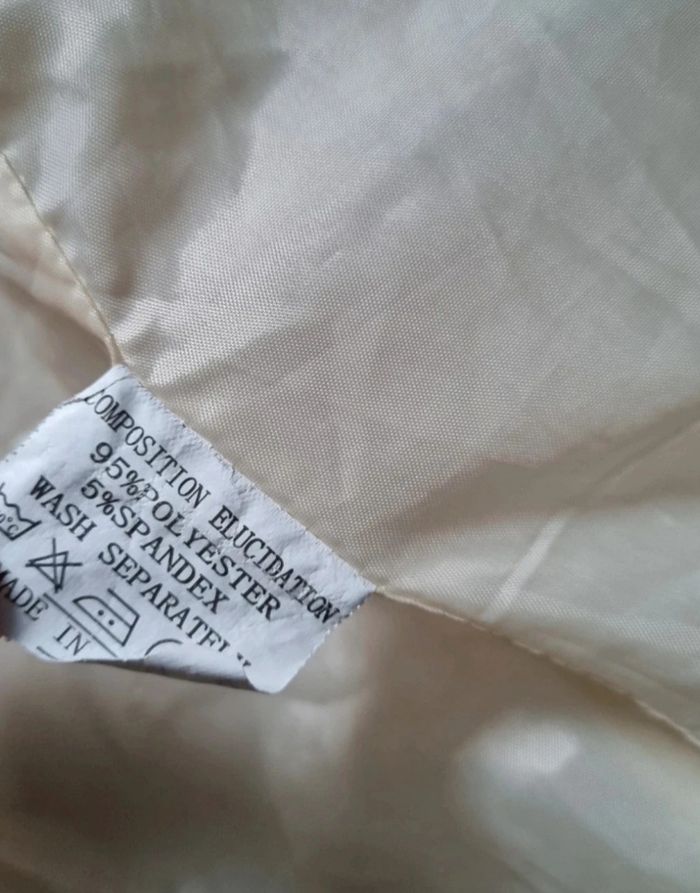 COMPOSITION ELUCIDATION
95%POLYESTER
5%SPANDEX
WASH SEPARATELY
MADE IN